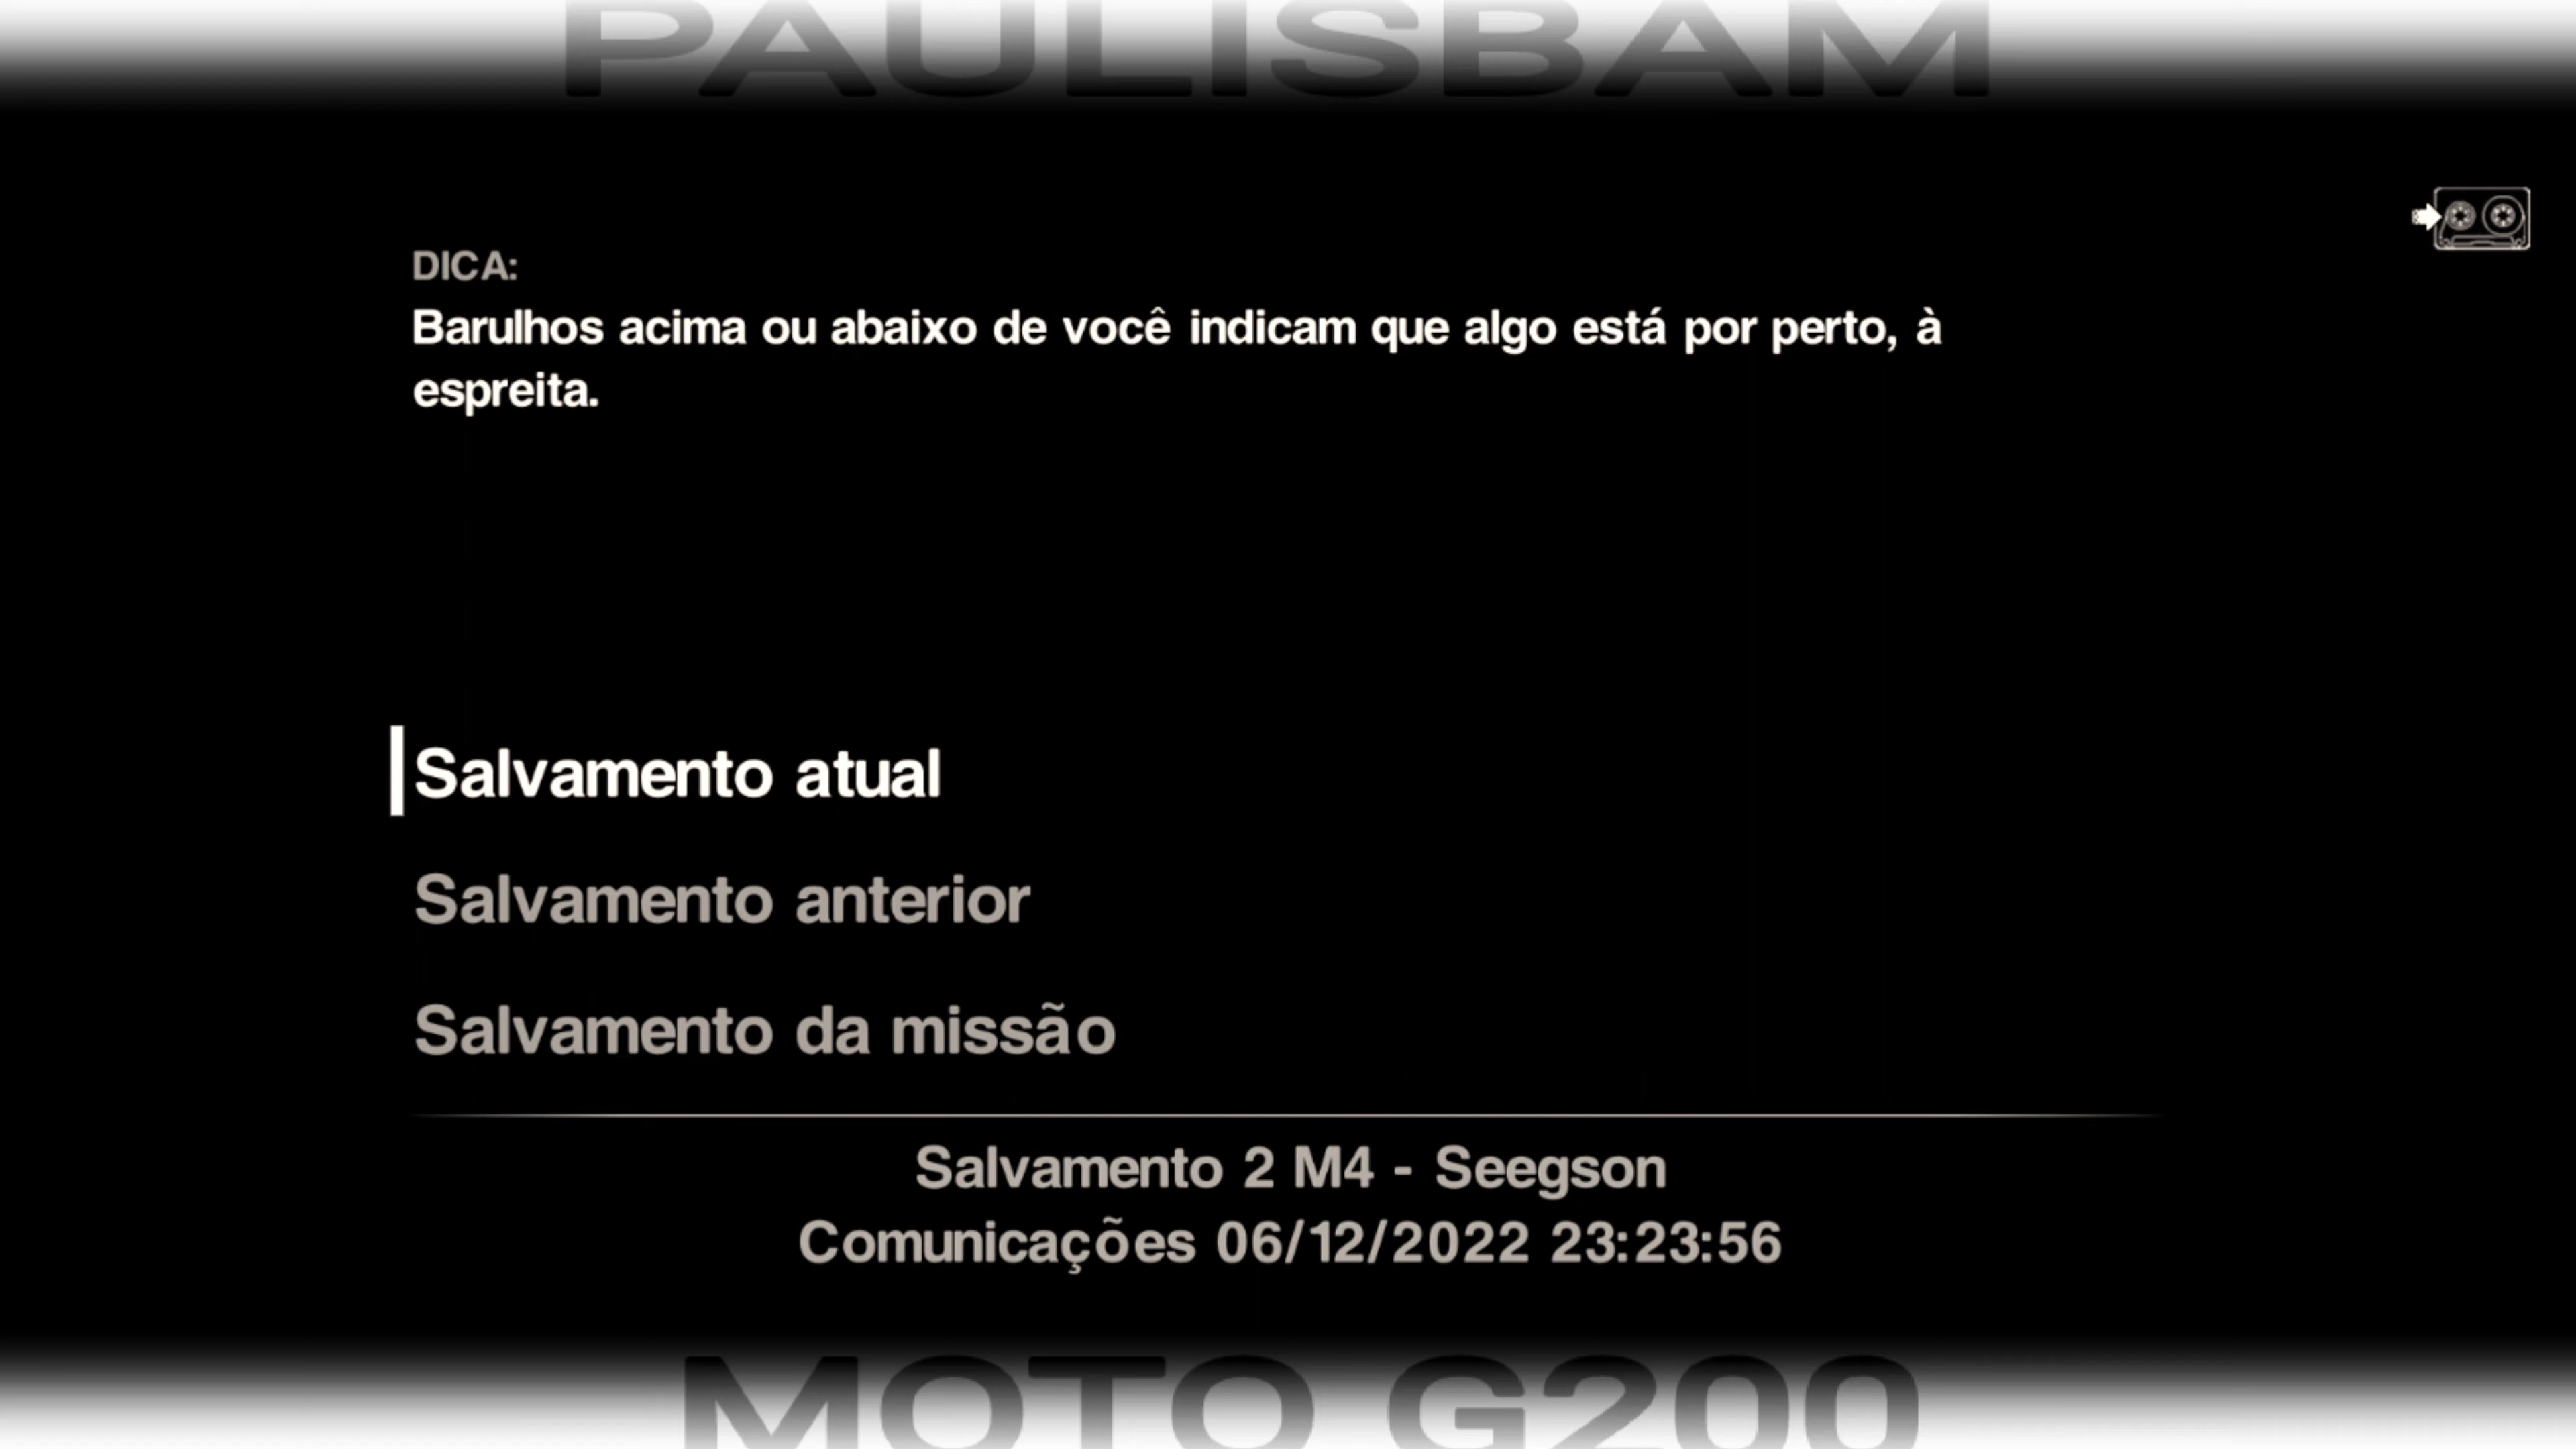 PAULISBAM
DICA:
Barulhos acima ou abaixo de você indicam que algo está por perto, à
espreita.
Salvamento atual
Salvamento anterior
Salvamento da missão
Salvamento 2 M4 - Seegson
Comunicações 06/12/2022 23:23:56
MOTO G200